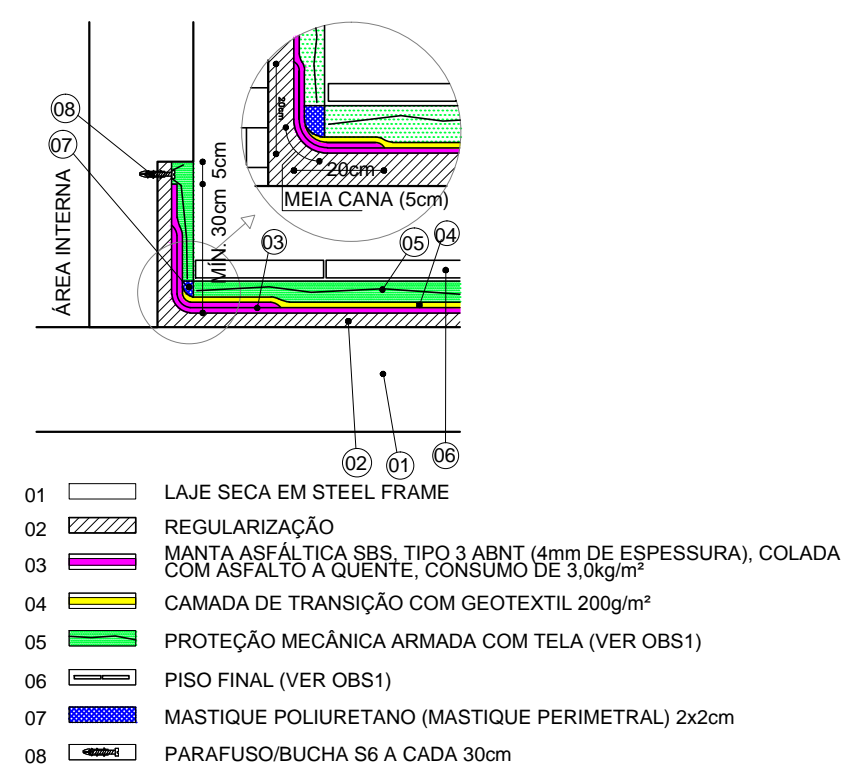 08
07
ÁREA INTERNA
MÍN. 30cm 5cm
20cm
20cm
MEIA CANA (5cm)
03
05
04
02
01
06
01 LAJE SECA EM STEEL FRAME
02 REGULARIZAÇÃO
03 MANTA ASFÁLTICA SBS, TIPO 3 ABNT (4mm DE ESPESSURA), COLADA
COM ASFALTO A QUENTE, CONSUMO DE 3,0kg/m²
04 CAMADA DE TRANSIÇÃO COM GEOTEXTIL 200g/m²
05 PROTEÇÃO MECÂNICA ARMADA COM TELA (VER OBS1)
06 PISO FINAL (VER OBS1)
07 MASTIQUE POLIURETANO (MASTIQUE PERIMETRAL) 2x2cm
08 PARAFUSO/BUCHA S6 A CADA 30cm